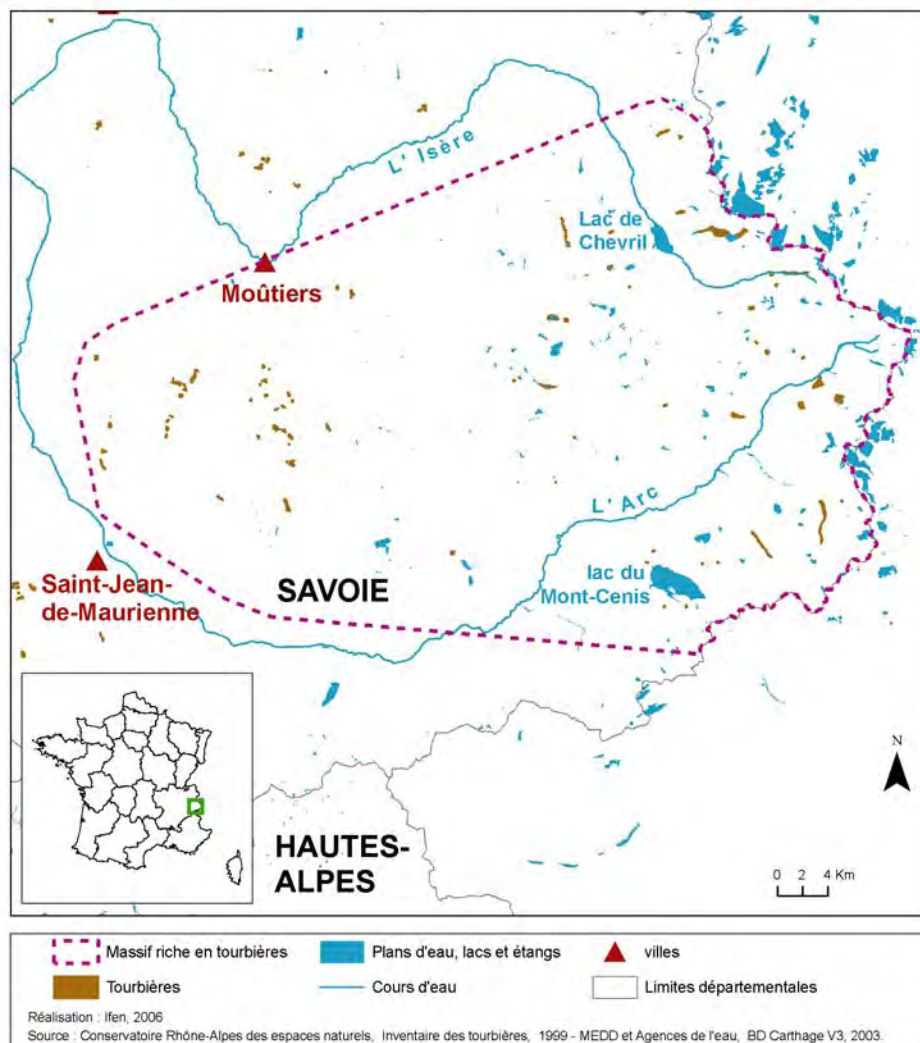 L' Isère
Lac de
Chevril
Moûtiers
L' Arc
Saint-Jean-
de-Maurienne
SAVOIE
lac du
Mont-Cenis
N
HAUTES-
ALPES
0 2 4 Km
Massif riche en tourbières
Plans d'eau, lacs et étangs
villes
Tourbières
Cours d'eau
Limites départementales
Réalisation : Ifen, 2006
Source : Conservatoire Rhône-Alpes des espaces naturels, Inventaire des tourbières, 1999 - MEDD et Agences de l'eau, BD Carthage V3, 2003.